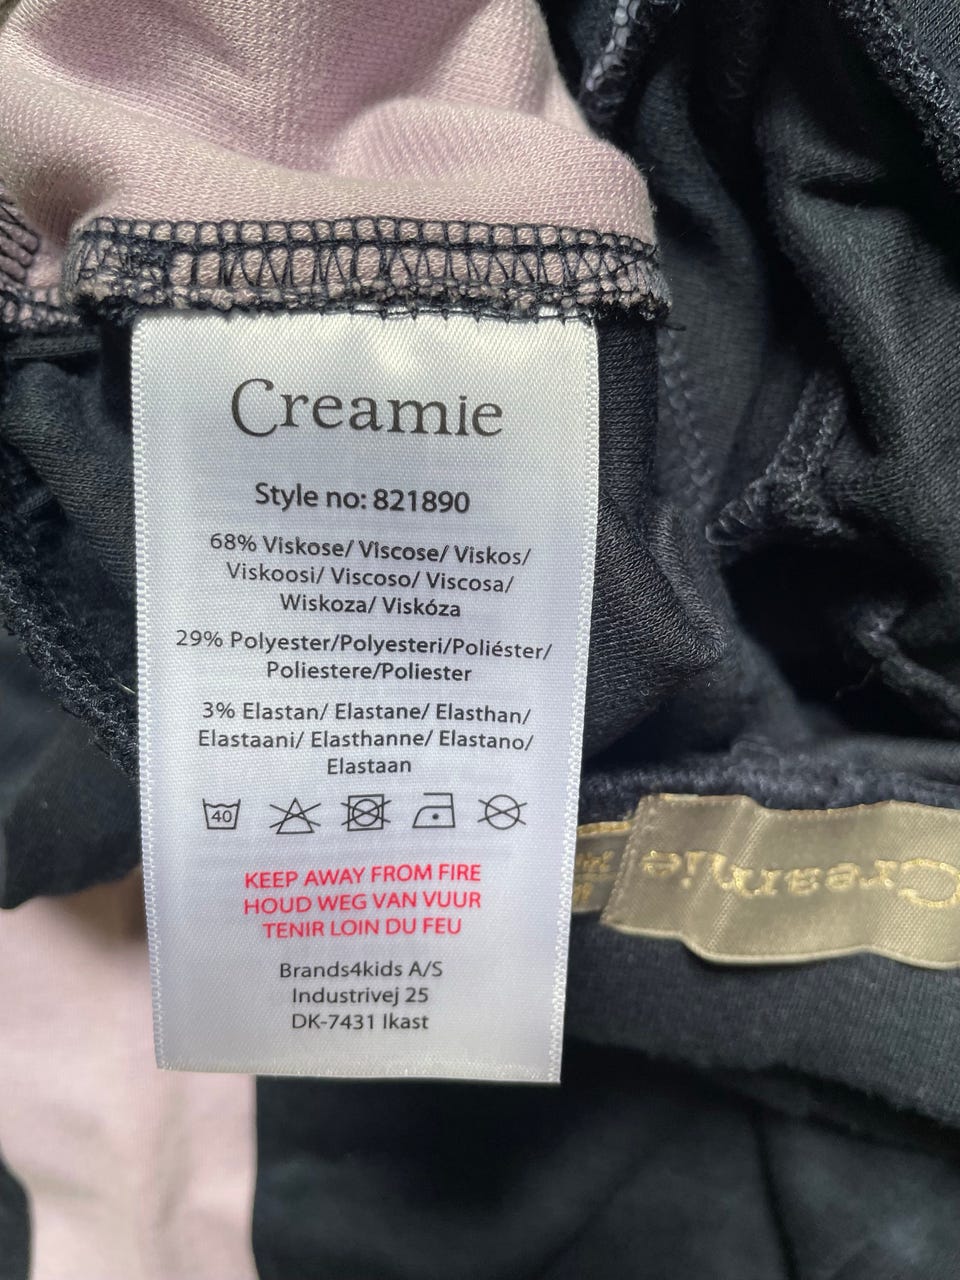 Creamie
Style no: 821890
68% Viskose/ Viscose/ Viskos/
Viskoosi/ Viscoso/ Viscosa/
Wiskoza/ Viskóza
29% Polyester/Polyesteri/Poliéster/
Poliestere/Poliester
3% Elastan/ Elastane/ Elasthan/
Elastaani/ Elasthanne/ Elastano/
Elastaan
40
KEEP AWAY FROM FIRE
HOUD WEG VAN VUUR
TENIR LOIN DU FEU
Brands4kids A/S
Industrivej 25
DK-7431 Ikast
Creamie